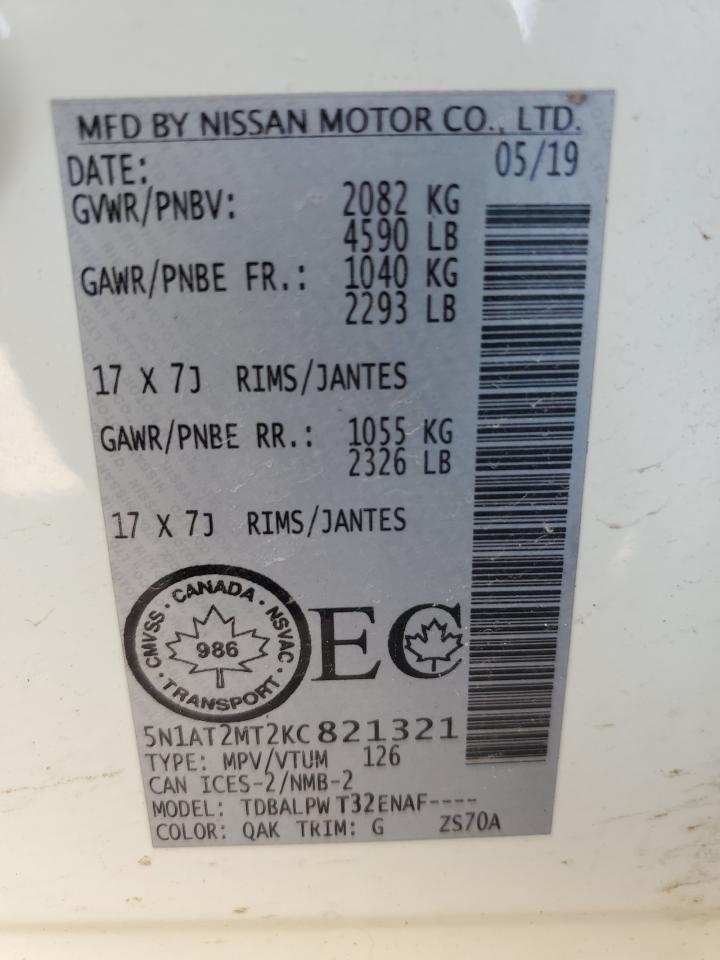 MFD BY NISSAN MOTOR CO., LTD.
DATE: 05/19
GVWR/PNBV: 2082 KG
4590 LB
GAWR/PNBE FR.: 1040 KG
2293 LB
17 X 7J RIMS/JANTES
GAWR/PNBE RR.: 1055 KG
2326 LB
17 X 7J RIMS/JANTES
CMVSS · CANADA · NSVAC · TRANSPORT ·
986
EC
5N1AT2MT2KC821321
TYPE: MPV/VTUM 126
CAN ICES-2/NMB-2
MODEL: TDBALPW T32ENAF----
COLOR: QAK TRIM: G ZS70A